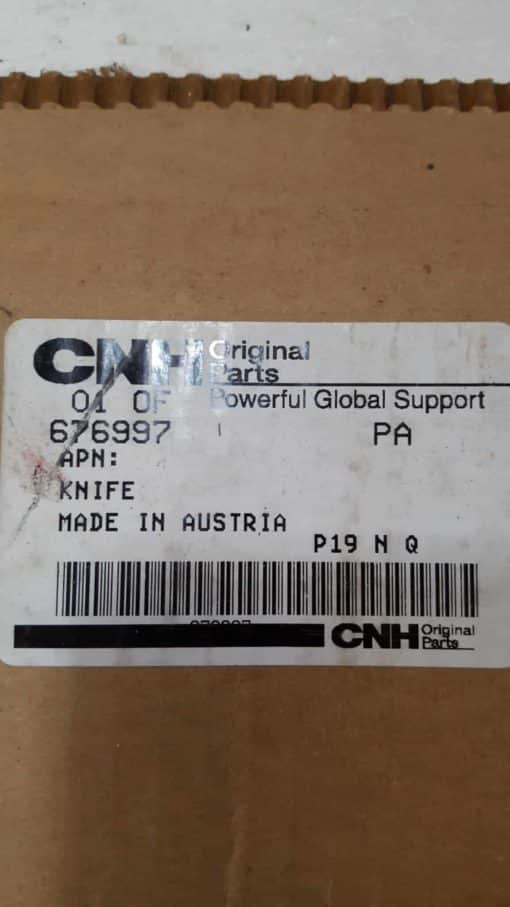 CNH Original
Parts
01 OF Powerful Global Support
676997 PA
APN:
KNIFE
MADE IN AUSTRIA
P19 N Q
CNH Original
Parts